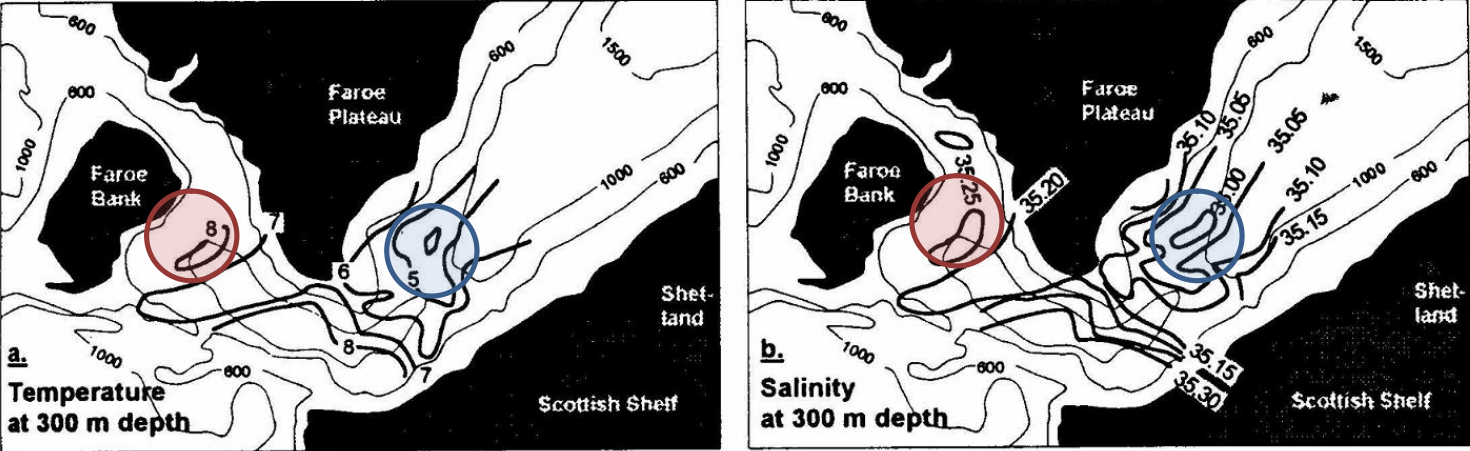 600
600
1500
Faroe
Plateau
600
1000
Faroe
Bank
1000
600
8
7
6
5
Shet-
land
a.
1000
8
600
7
Temperature
at 300 m depth
Scottish Shelf
600
600
1500
Faroe
Plateau
600
35.10
35.05
35.05
1000
35.25
Faroe
Bank
35.20
35.10
1000
600
35.15
Shet-
land
b.
1000
600
35.15
35.30
Salinity
at 300 m depth
Scottish Shelf